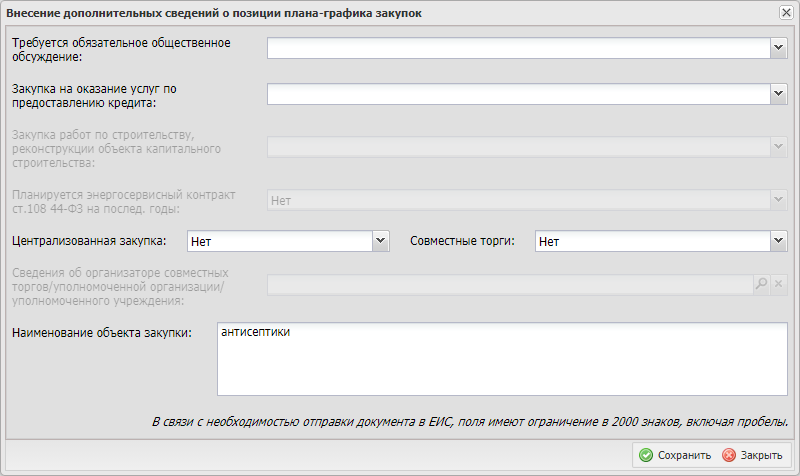 Внесение дополнительных сведений о позиции плана-графика закупок
Требуется обязательное общественное
обсуждение:
Закупка на оказание услуг по
предоставлению кредита:
Закупка работ по строительству,
реконструкции объекта капитального
строительства:
Планируется энергосервисный контракт
ст.108 44-ФЗ на послед. годы:
Нет
Централизованная закупка:
Нет
Совместные торги:
Нет
Сведения об организаторе совместных
торгов/уполномоченной организации/
уполномоченного учреждения:
Наименование объекта закупки:
антисептики
В связи с необходимостью отправки документа в ЕИС, поля имеют ограничение в 2000 знаков, включая пробелы.
Сохранить
Закрыть